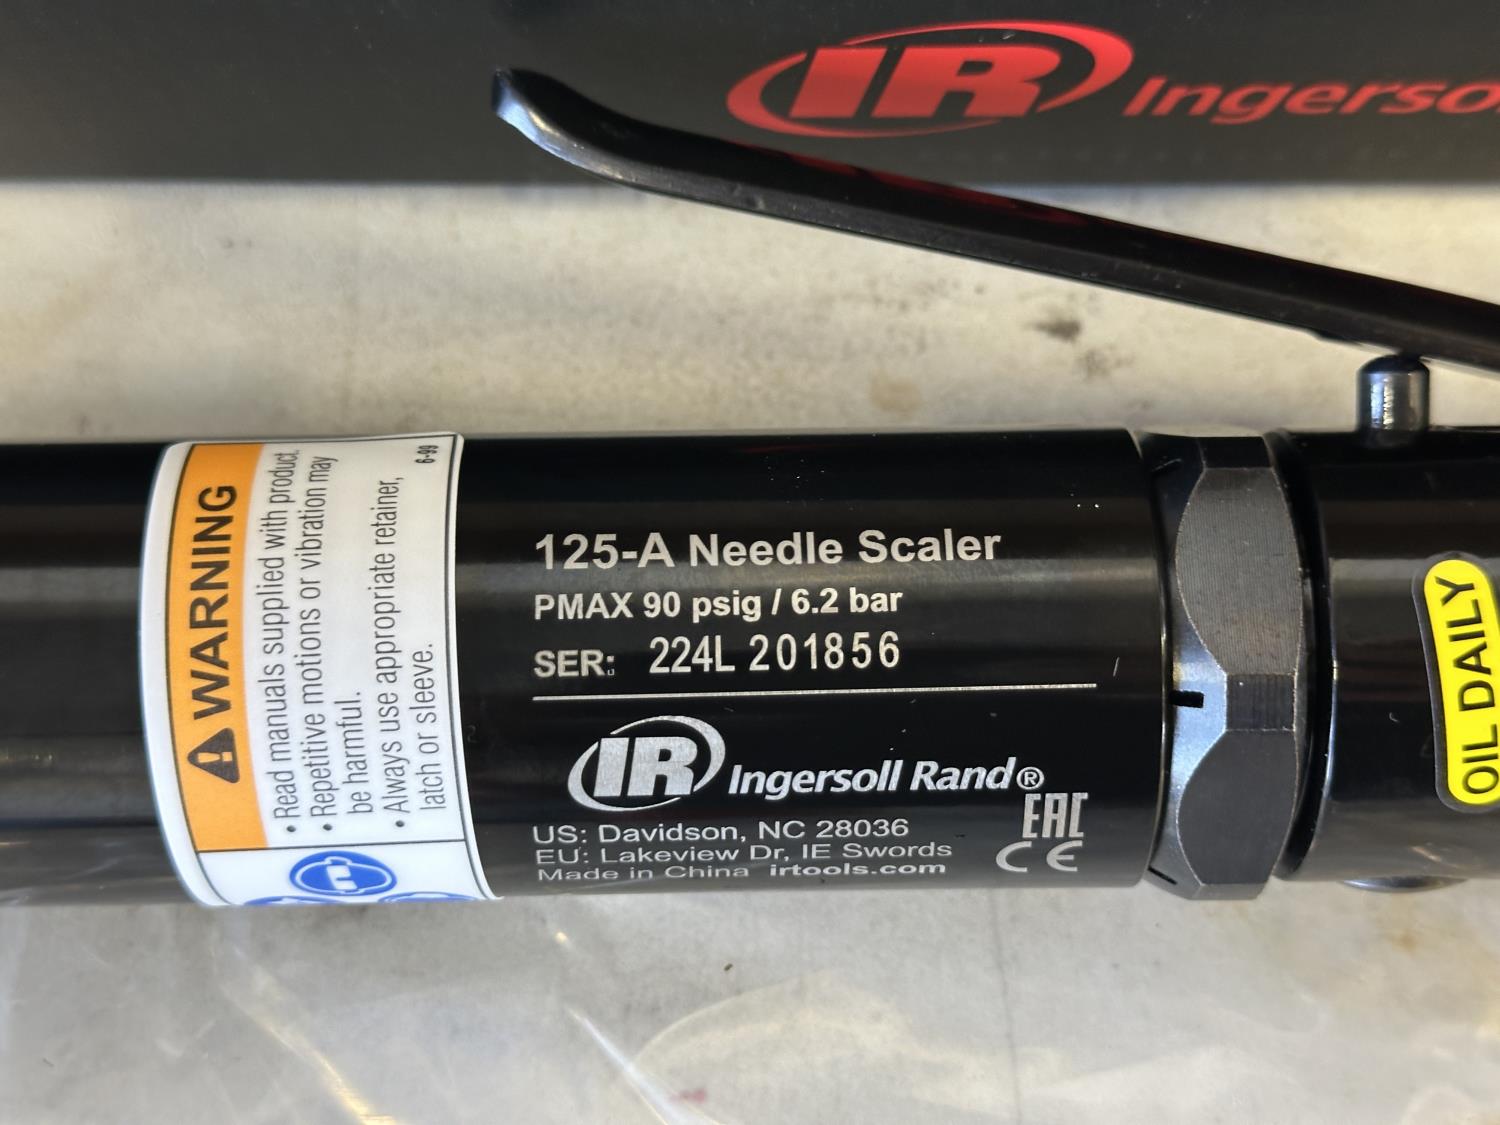 IR Ingerso
WARNING
• Read manuals supplied with product.
• Repetitive motions or vibration may
be harmful.
• Always use appropriate retainer,
latch or sleeve.
6-99
125-A Needle Scaler
PMAX 90 psig / 6.2 bar
SER: 224L 201856
IR Ingersoll Rand®
US: Davidson, NC 28036
EU: Lakeview Dr, IE Swords
Made in China irtools.com
EAC
CE
OIL DAILY